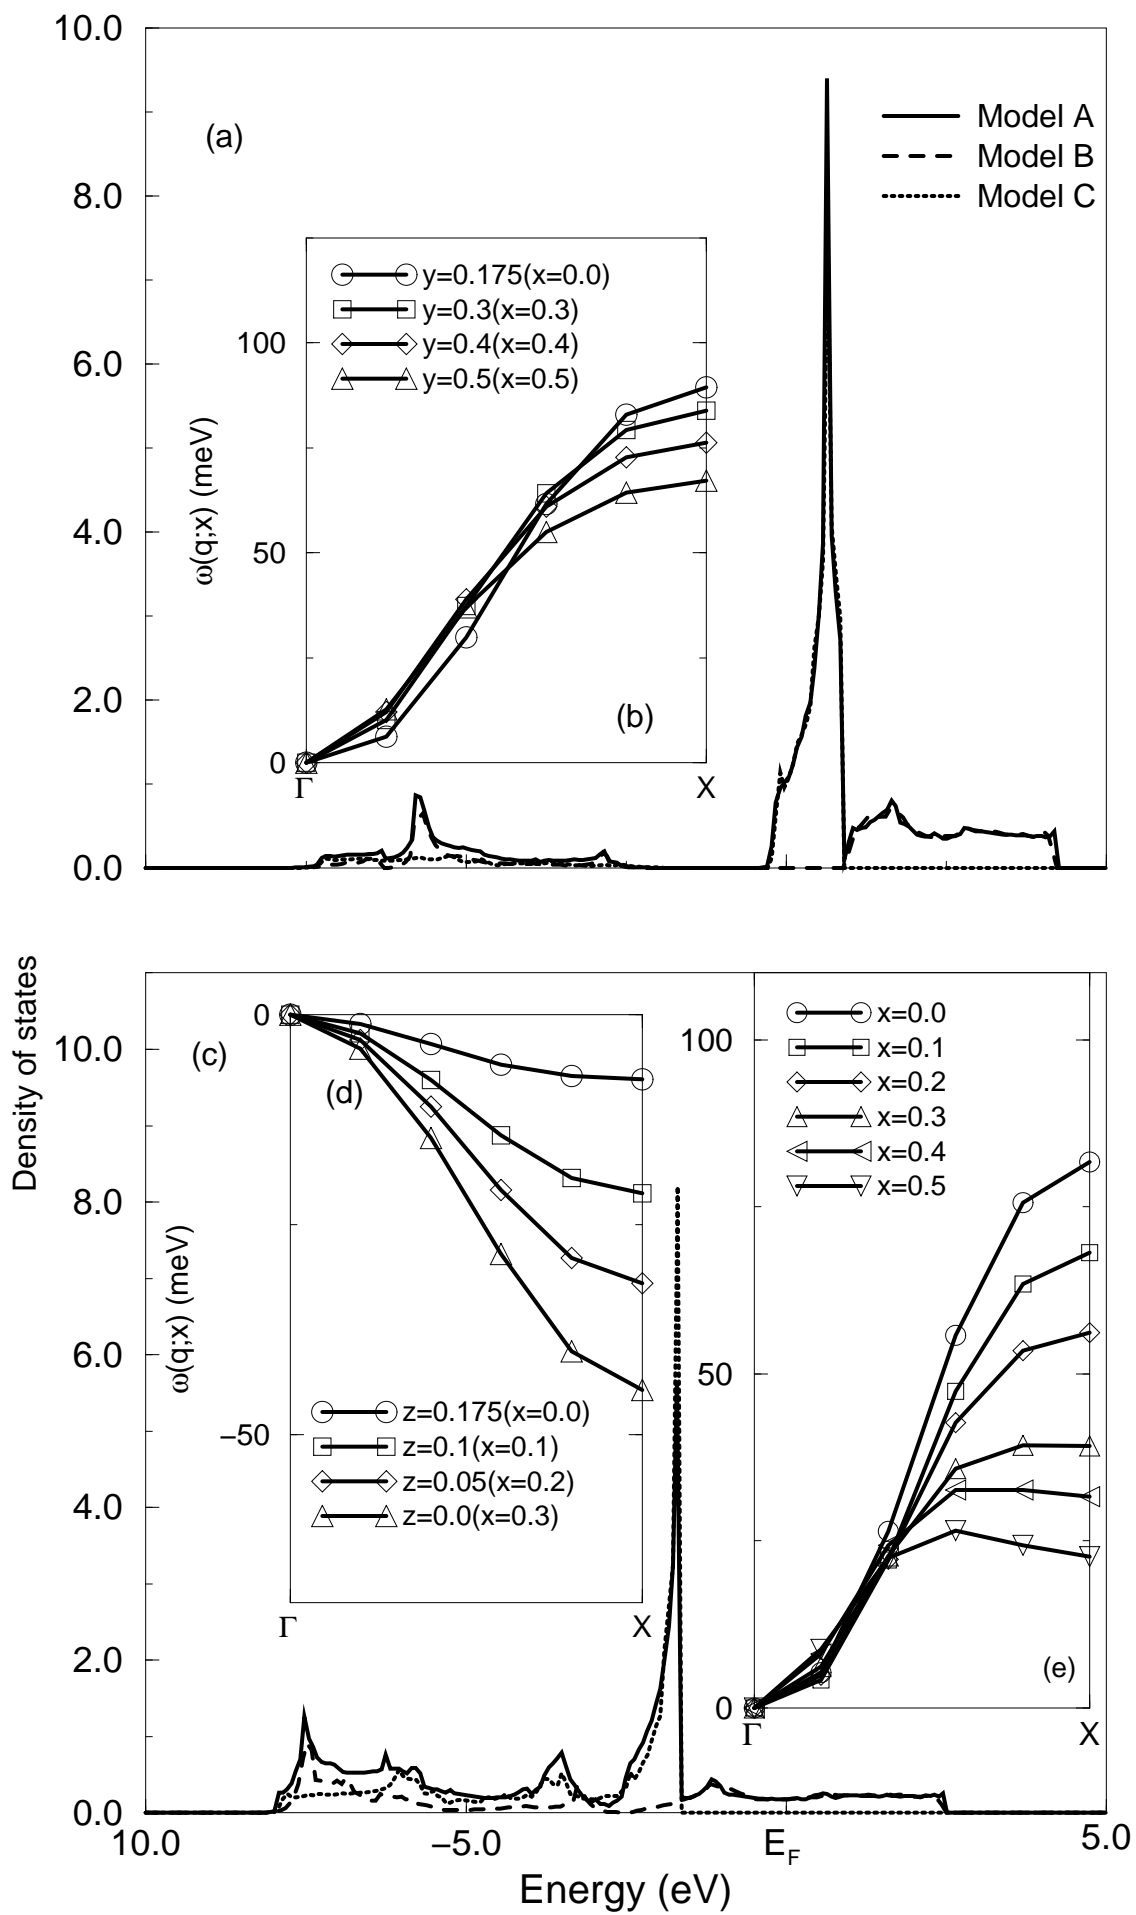 10.0
(a)
Model A
Model B
Model C
8.0
6.0
4.0
2.0
0.0
y=0.175(x=0.0)
y=0.3(x=0.3)
y=0.4(x=0.4)
y=0.5(x=0.5)
100
50
0
ω(q;x) (meV)
(b)
Γ
X
Density of states
10.0
8.0
6.0
4.0
2.0
0.0
(c)
0
(d)
−50
ω(q;x) (meV)
z=0.175(x=0.0)
z=0.1(x=0.1)
z=0.05(x=0.2)
z=0.0(x=0.3)
Γ
X
100
50
0
x=0.0
x=0.1
x=0.2
x=0.3
x=0.4
x=0.5
(e)
Γ
X
10.0
−5.0
E_F
5.0
Energy (eV)